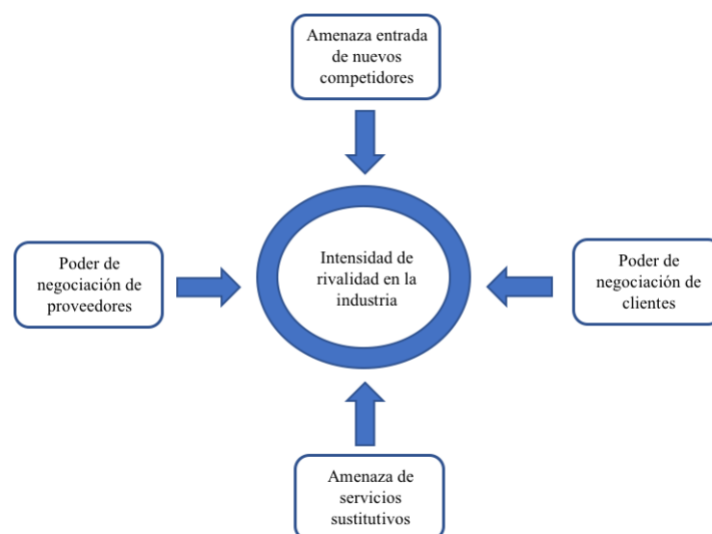 Amenaza entrada
de nuevos
competidores
Poder de
negociación de
proveedores
Intensidad de
rivalidad en la
industria
Poder de
negociación de
clientes
Amenaza de
servicios
sustitutivos